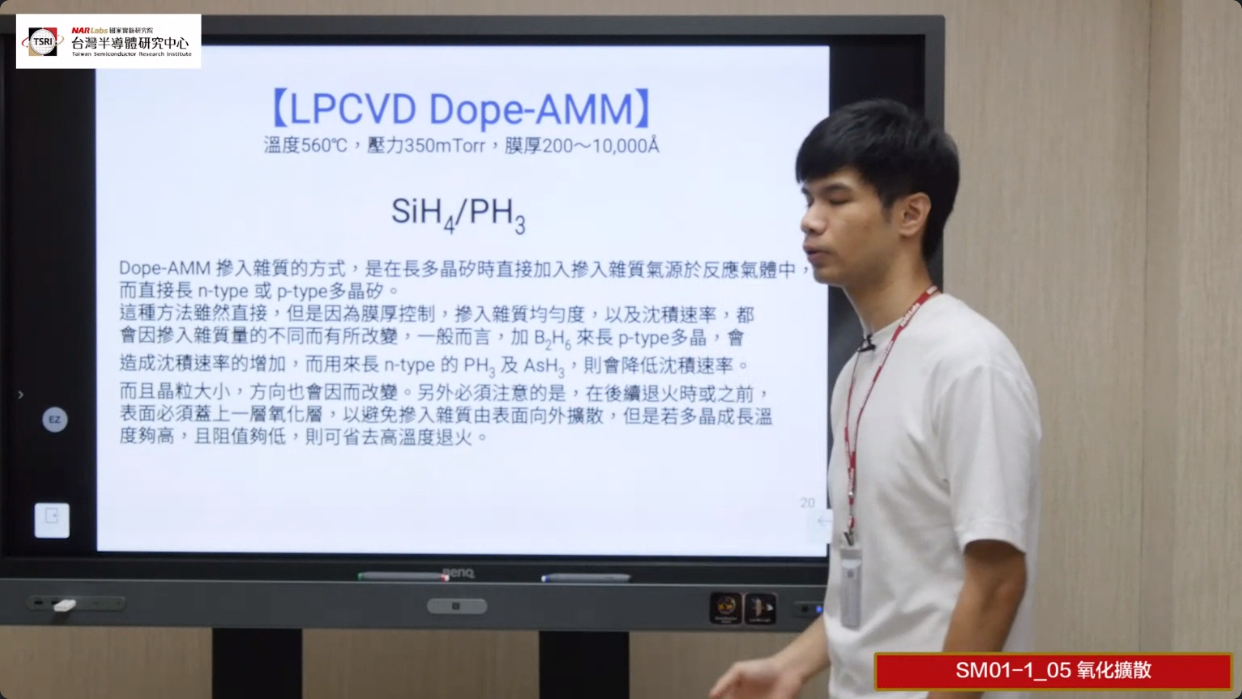 NARLabs 國家實驗研究院
TSRI
台灣半導體研究中心
Taiwan Semiconductor Research Institute
【LPCVD Dope-AMM】
溫度560℃，壓力350mTorr，膜厚200～10,000Å
SiH4/PH3
Dope-AMM 摻入雜質的方式，是在長多晶矽時直接加入摻入雜質氣源於反應氣體中，
而直接長 n-type 或 p-type多晶矽。
這種方法雖然直接，但是因為膜厚控制，摻入雜質均勻度，以及沈積速率，都
會因摻入雜質量的不同而有所改變，一般而言，加 B2H6 來長 p-type多晶，會
造成沈積速率的增加，而用來長 n-type 的 PH3 及 AsH3，則會降低沈積速率。
而且晶粒大小，方向也會因而改變。另外必須注意的是，在後續退火時或之前，
表面必須蓋上一層氧化層，以避免摻入雜質由表面向外擴散，但是若多晶成長溫
度夠高，且阻值夠低，則可省去高溫度退火。
EZ
20
BenQ
SM01-1_05 氧化擴散